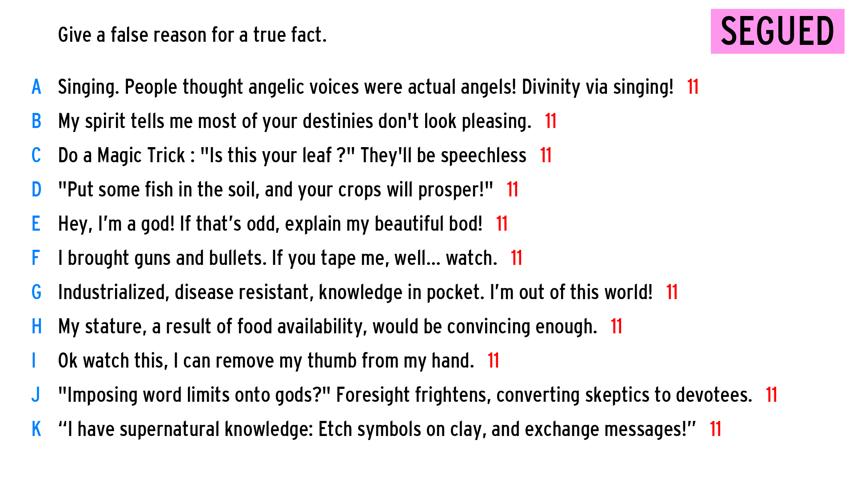 Give a false reason for a true fact.
SEGUED
A Singing. People thought angelic voices were actual angels! Divinity via singing! 11
B My spirit tells me most of your destinies don't look pleasing. 11
C Do a Magic Trick : "Is this your leaf ?" They'll be speechless 11
D "Put some fish in the soil, and your crops will prosper!" 11
E Hey, I'm a god! If that's odd, explain my beautiful bod! 11
F I brought guns and bullets. If you tape me, well... watch. 11
G Industrialized, disease resistant, knowledge in pocket. I'm out of this world! 11
H My stature, a result of food availability, would be convincing enough. 11
I Ok watch this, I can remove my thumb from my hand. 11
J "Imposing word limits onto gods?" Foresight frightens, converting skeptics to devotees. 11
K “I have supernatural knowledge: Etch symbols on clay, and exchange messages!” 11